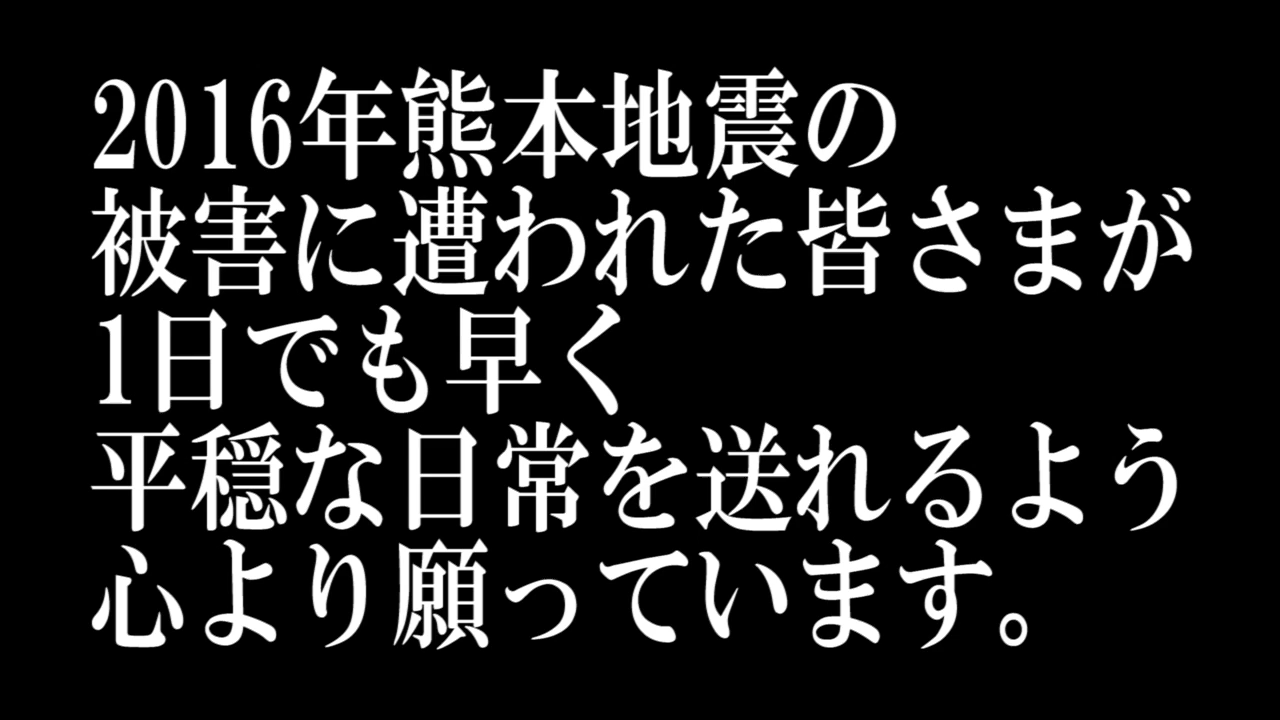 2016年熊本地震の
被害に遭われた皆さまが
1日でも早く
平穏な日常を送れるよう
心より願っています。